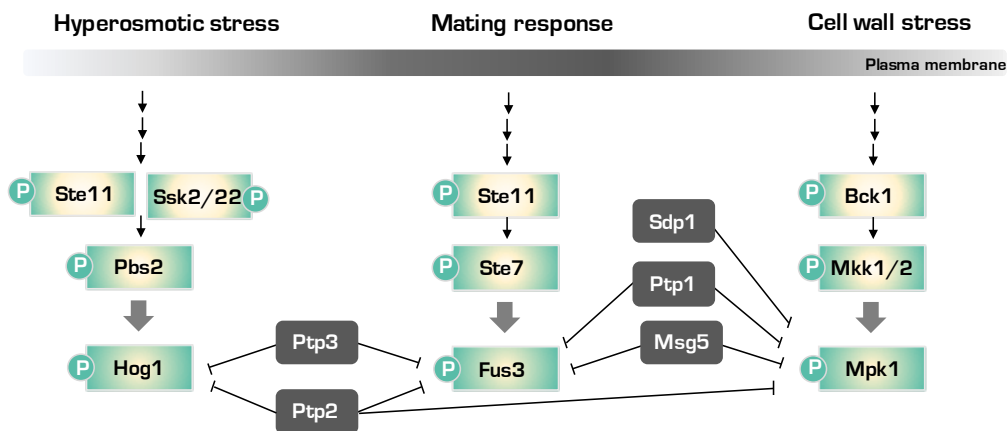 Hyperosmotic stress
Mating response
Cell wall stress
Plasma membrane
P
Ste11
Ssk2/22
P
P
Ste11
P
Bck1
Sdp1
P
Pbs2
P
Ste7
P
Mkk1/2
Ptp1
Ptp3
Msg5
P
Hog1
P
Fus3
P
Mpk1
Ptp2